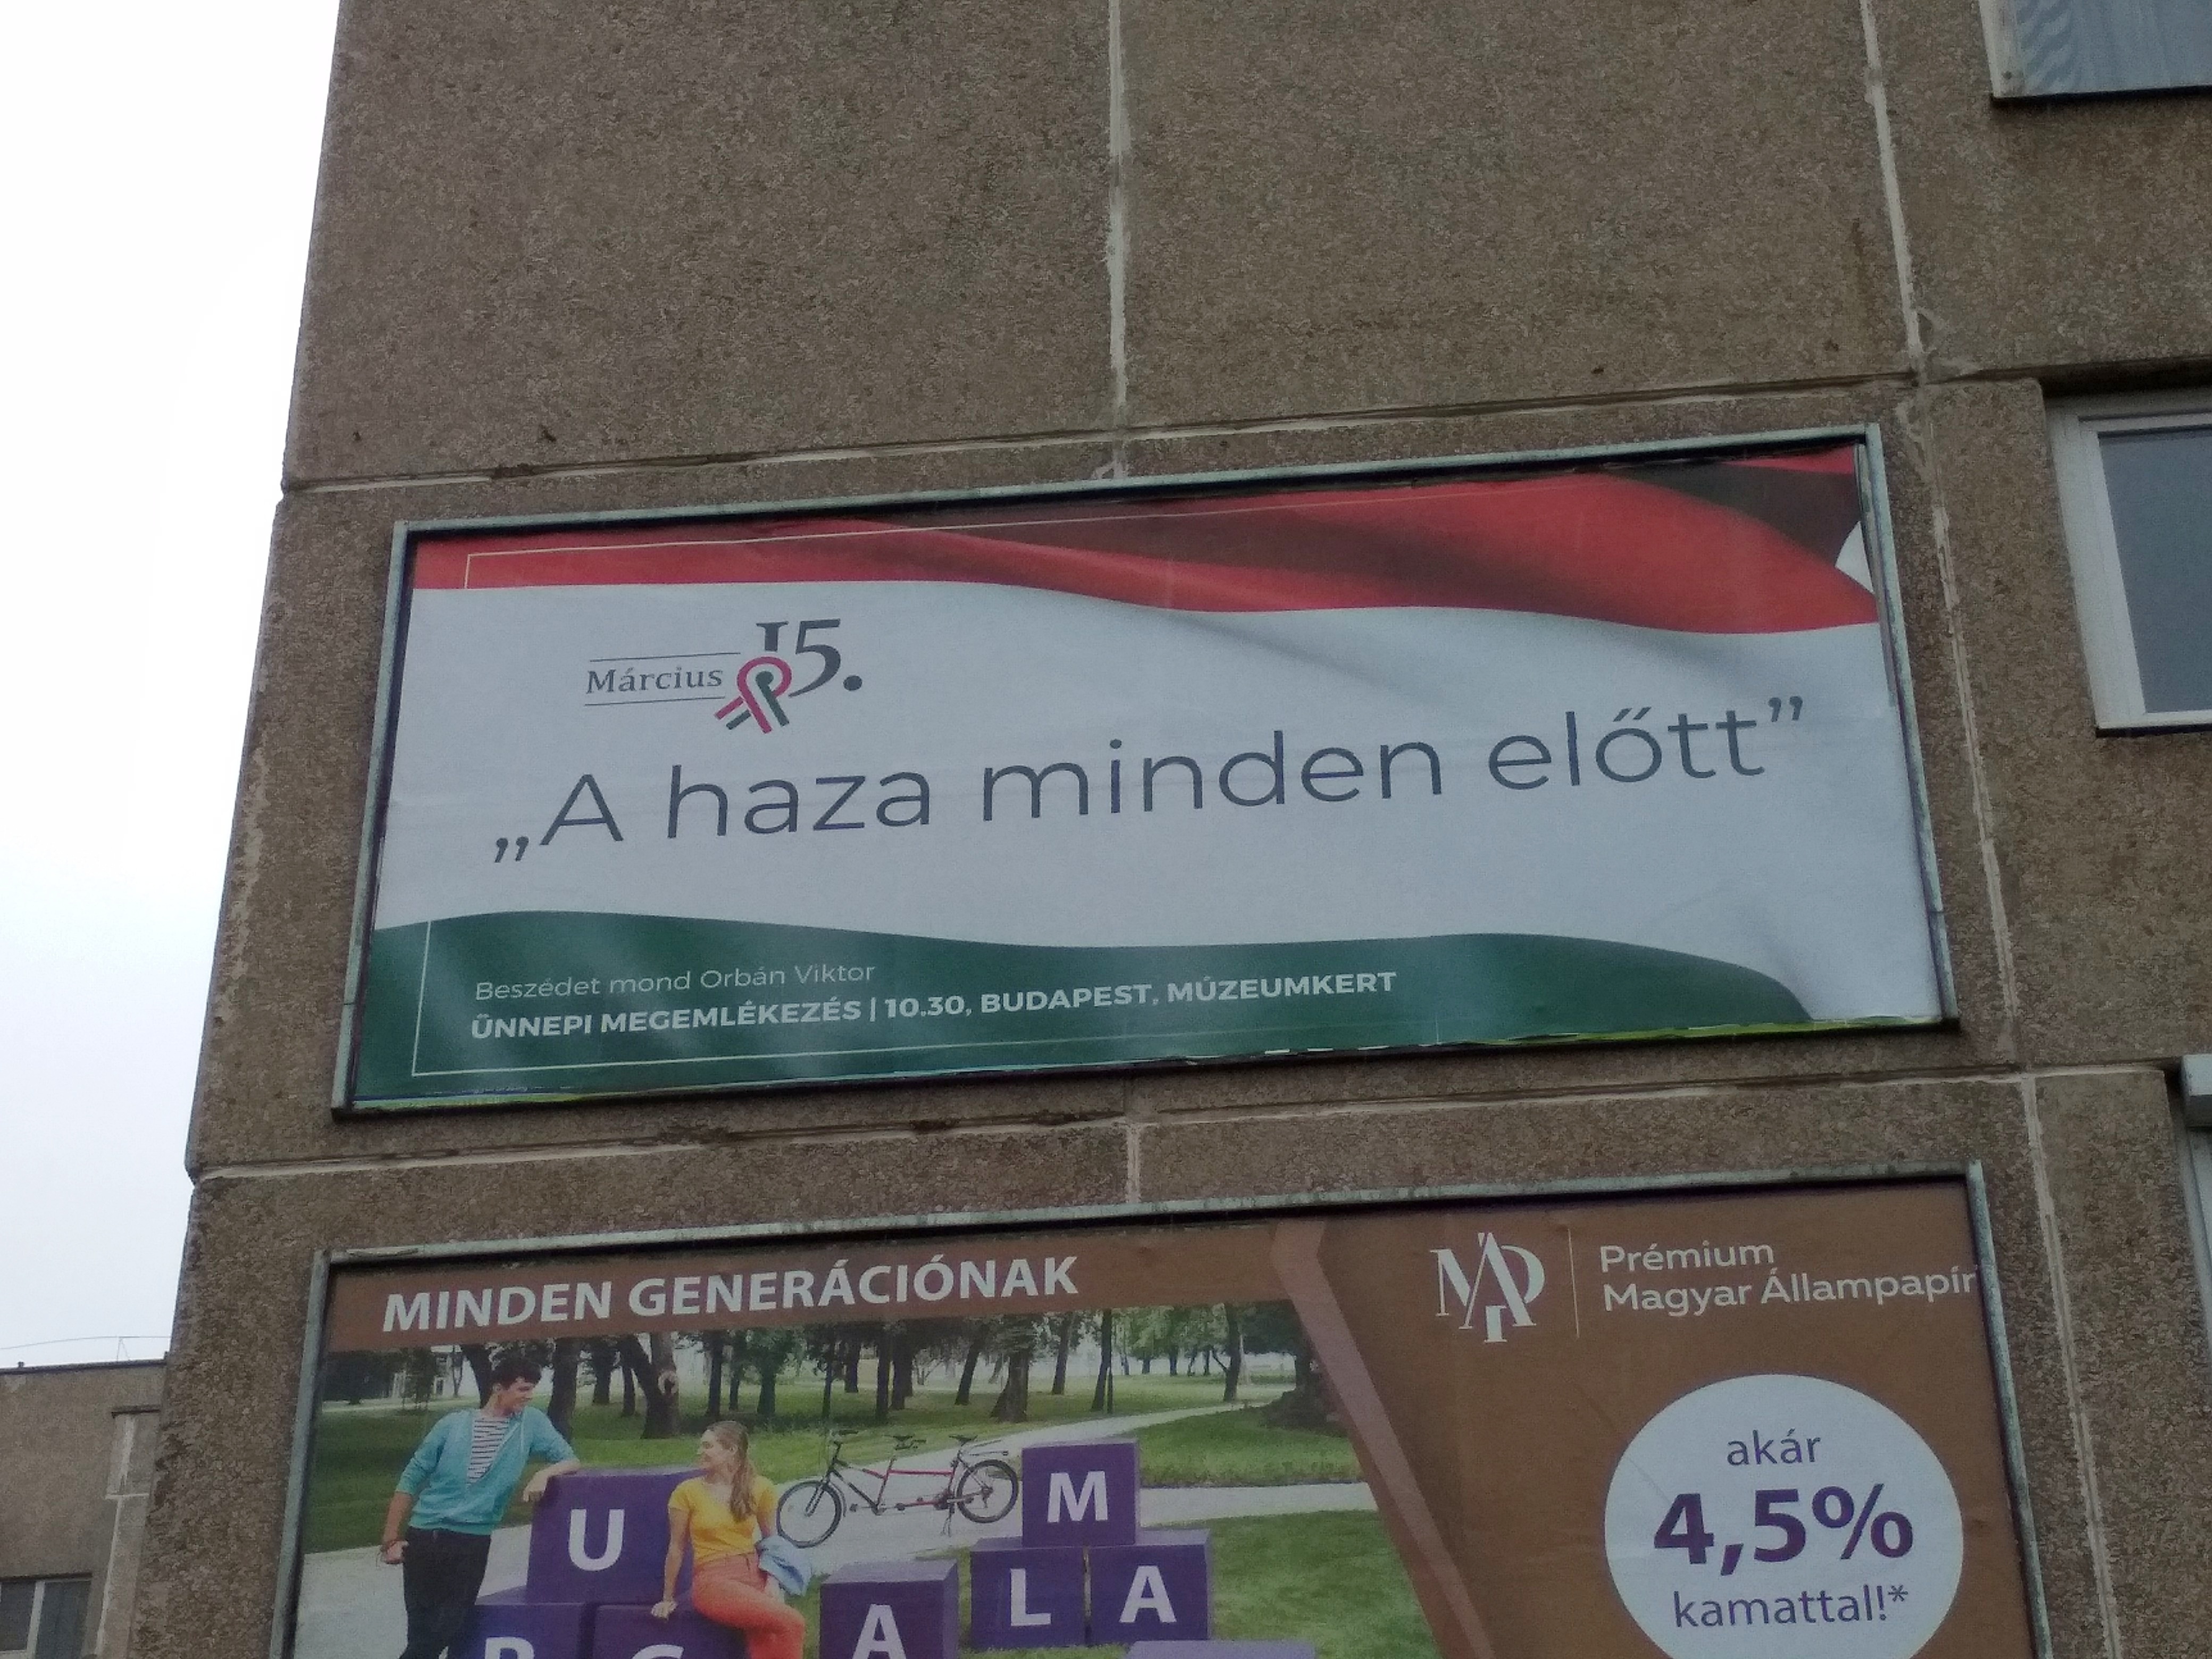 Március 15.
„A haza minden előtt”
Beszédet mond Orbán Viktor
ÜNNEPI MEGEMLÉKEZÉS | 10.30, BUDAPEST, MÚZEUMKERT
MINDEN GENERÁCIÓNAK
MÁP
Prémium
Magyar Állampapír
akár
4,5%
kamattal!*
U
M
A
L A